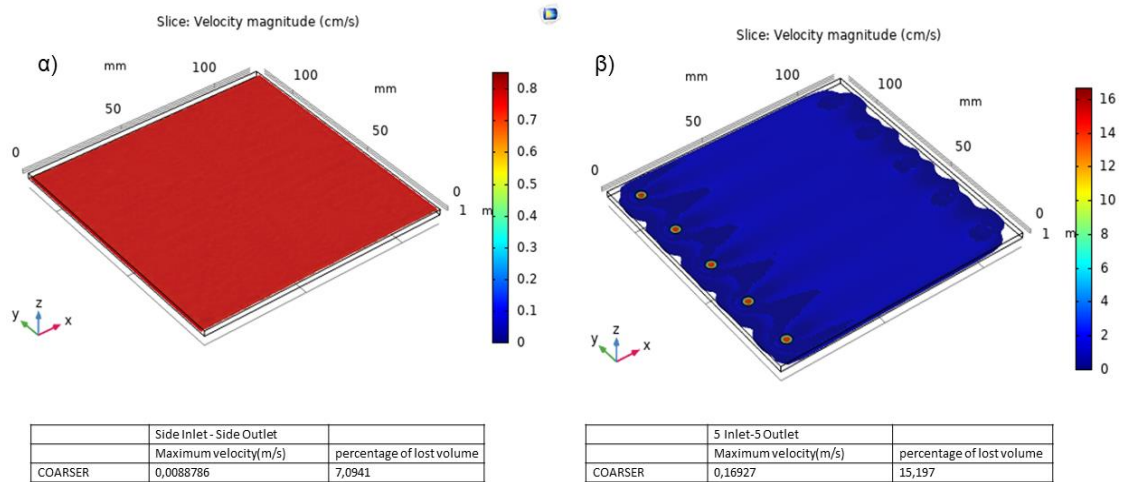 Slice: Velocity magnitude (cm/s)
α)
mm
100
100
50
mm
50
0
0
1
m
0.8
0.7
0.6
0.5
0.4
0.3
0.2
0.1
0
y z x
Slice: Velocity magnitude (cm/s)
β)
mm
100
100
50
mm
50
0
0
1
m
16
14
12
10
8
6
4
2
0
y z x
Side Inlet - Side Outlet
Maximum velocity(m/s) percentage of lost volume
COARSER 0,0088786 7,0941
5 Inlet-5 Outlet
Maximum velocity(m/s) percentage of lost volume
COARSER 0,16927 15,197